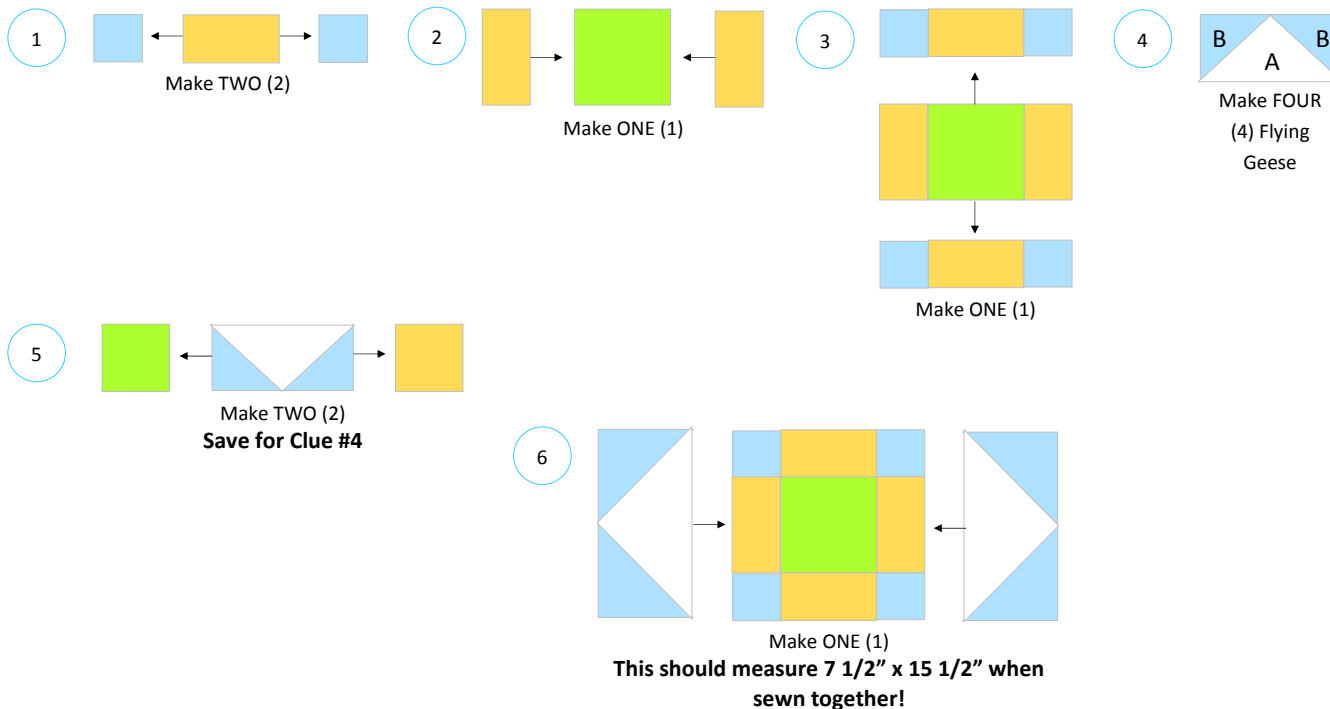 1
Make TWO (2)
2
Make ONE (1)
3
Make ONE (1)
4
B
B
A
Make FOUR
(4) Flying
Geese
5
Make TWO (2)
Save for Clue #4
6
Make ONE (1)
This should measure 7 1/2” x 15 1/2” when
sewn together!